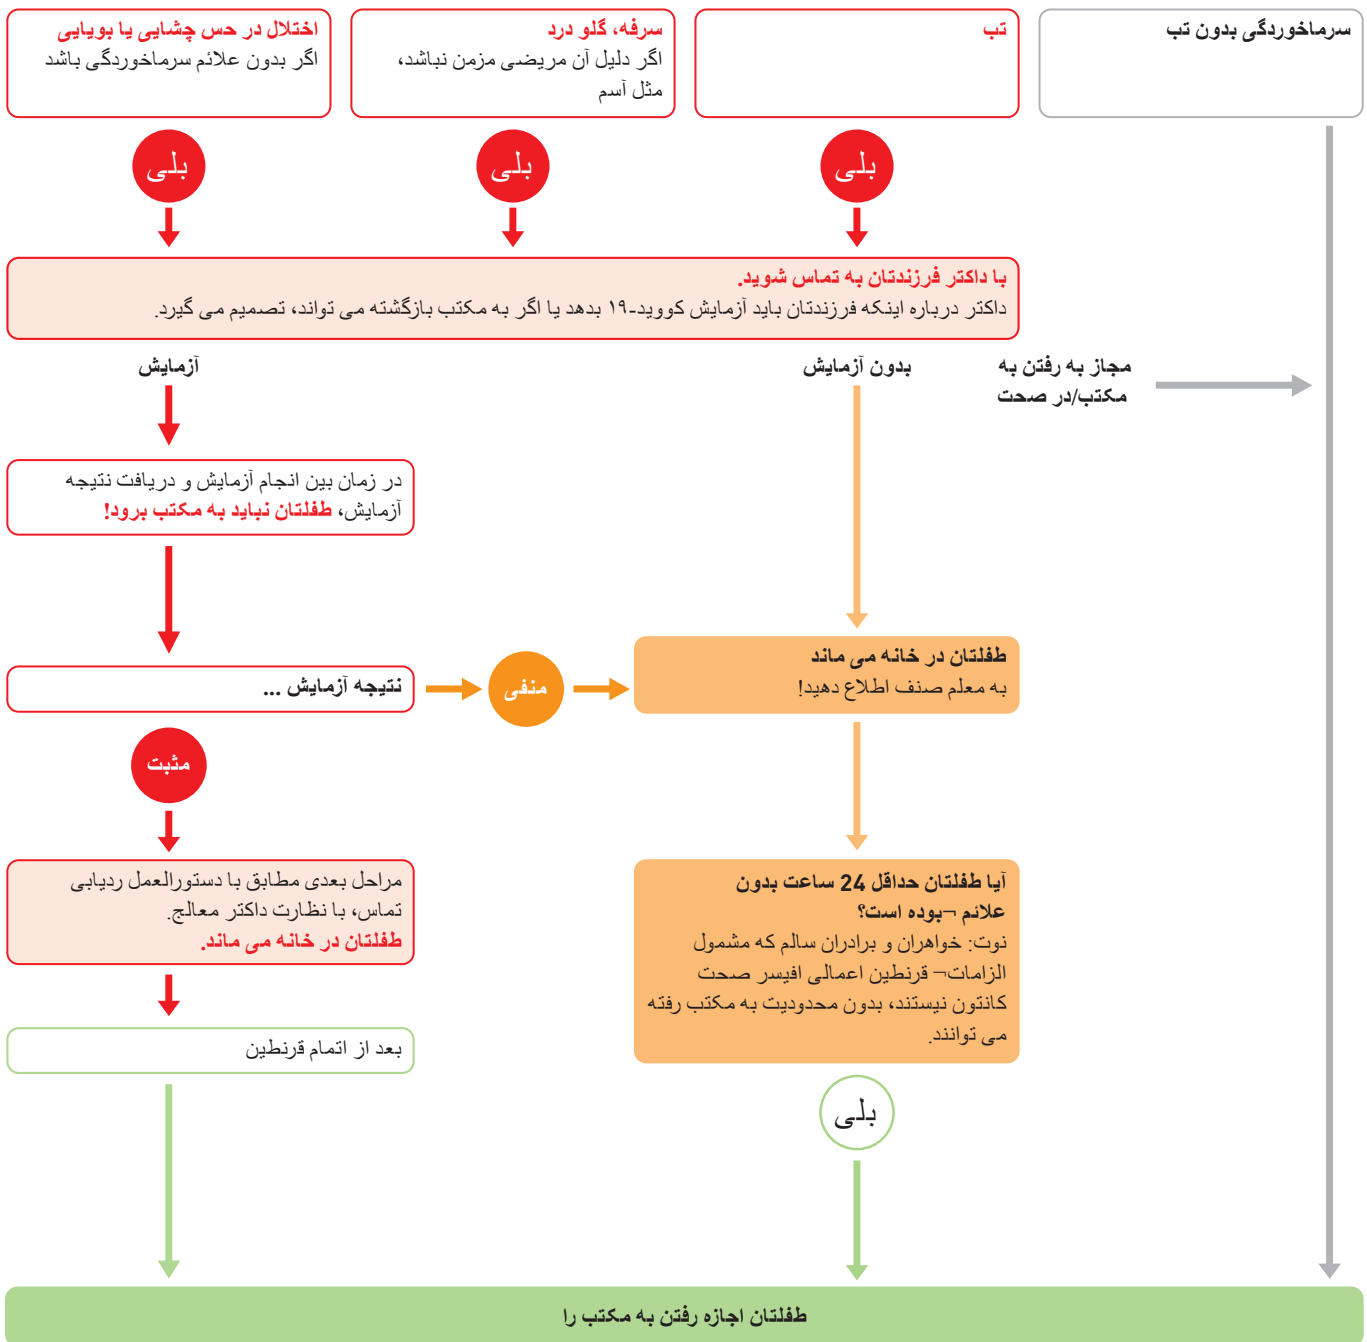 سرماخوردگی بدون تب
تب
سرفه، گلو درد
اگر دلیل آن مریضی مزمن نباشد،
مثل آسم
اختلال در حس چشایی یا بویایی
اگر بدون علائم سرماخوردگی باشد
بلی
بلی
بلی
با داکتر فرزندتان به تماس شوید.
داکتر درباره اینکه فرزندتان باید آزمایش کووید-۱۹ بدهد یا اگر به مکتب بازگشته می تواند، تصمیم می گیرد.
مجاز به رفتن به
مکتب/در صحت
بدون آزمایش
آزمایش
در زمان بین انجام آزمایش و دریافت نتیجه
آزمایش، طفلتان نباید به مکتب برود!
طفلتان در خانه می ماند
به معلم صنف اطلاع دهید!
منفی
نتیجه آزمایش ...
مثبت
آیا طفلتان حداقل 24 ساعت بدون
علائم ¬بوده است؟
نوت: خواهران و برادران سالم که مشمول
الزامات¬ قرنطین اعمالی افیسر صحت
کانتون نیستند، بدون محدودیت به مکتب رفته
می توانند.
مراحل بعدی مطابق با دستورالعمل ردیابی
تماس، با نظارت داکتر معالج.
طفلتان در خانه می ماند.
بعد از اتمام قرنطین
بلی
طفلتان اجازه رفتن به مکتب را